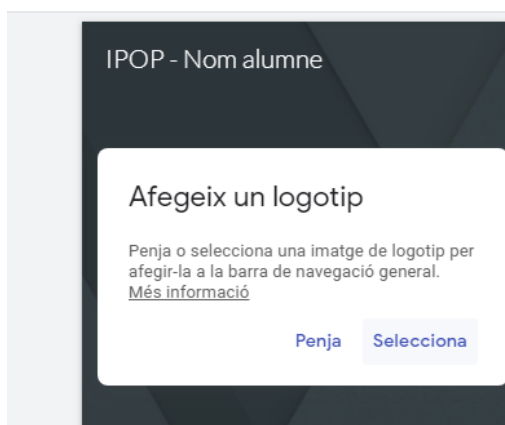 IPOP - Nom alumne
Afegeix un logotip
Penja o selecciona una imatge de logotip per
afegir-la a la barra de navegació general.
Més informació
Penja Selecciona